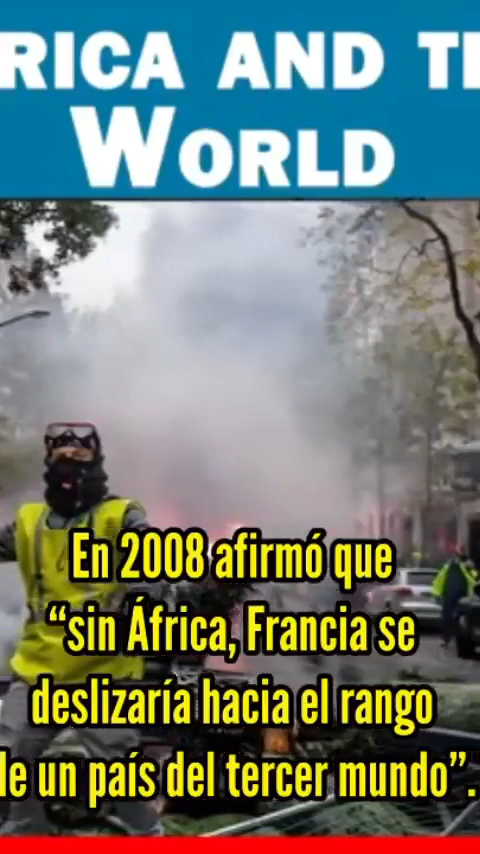 RICA AND T
WORLD
En 2008 afirmó que
“sin África, Francia se
deslizaría hacia el rango
de un país del tercer mundo”.